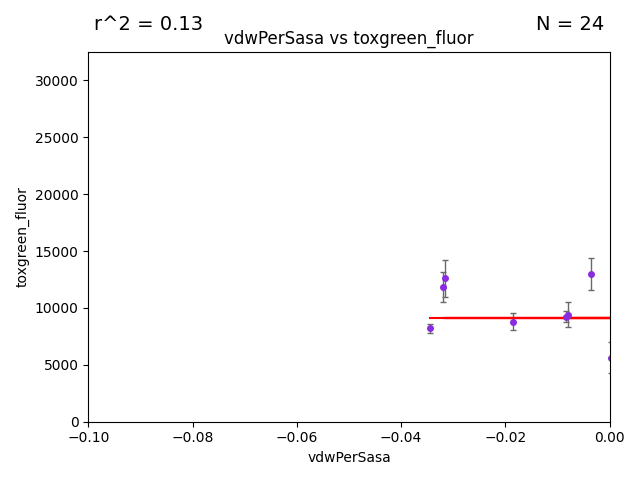 r^2 = 0.13
N = 24
vdwPerSasa vs toxgreen_fluor
30000
25000
20000
15000
10000
5000
0
toxgreen_fluor
−0.10
−0.08
−0.06
−0.04
−0.02
0.00
vdwPerSasa